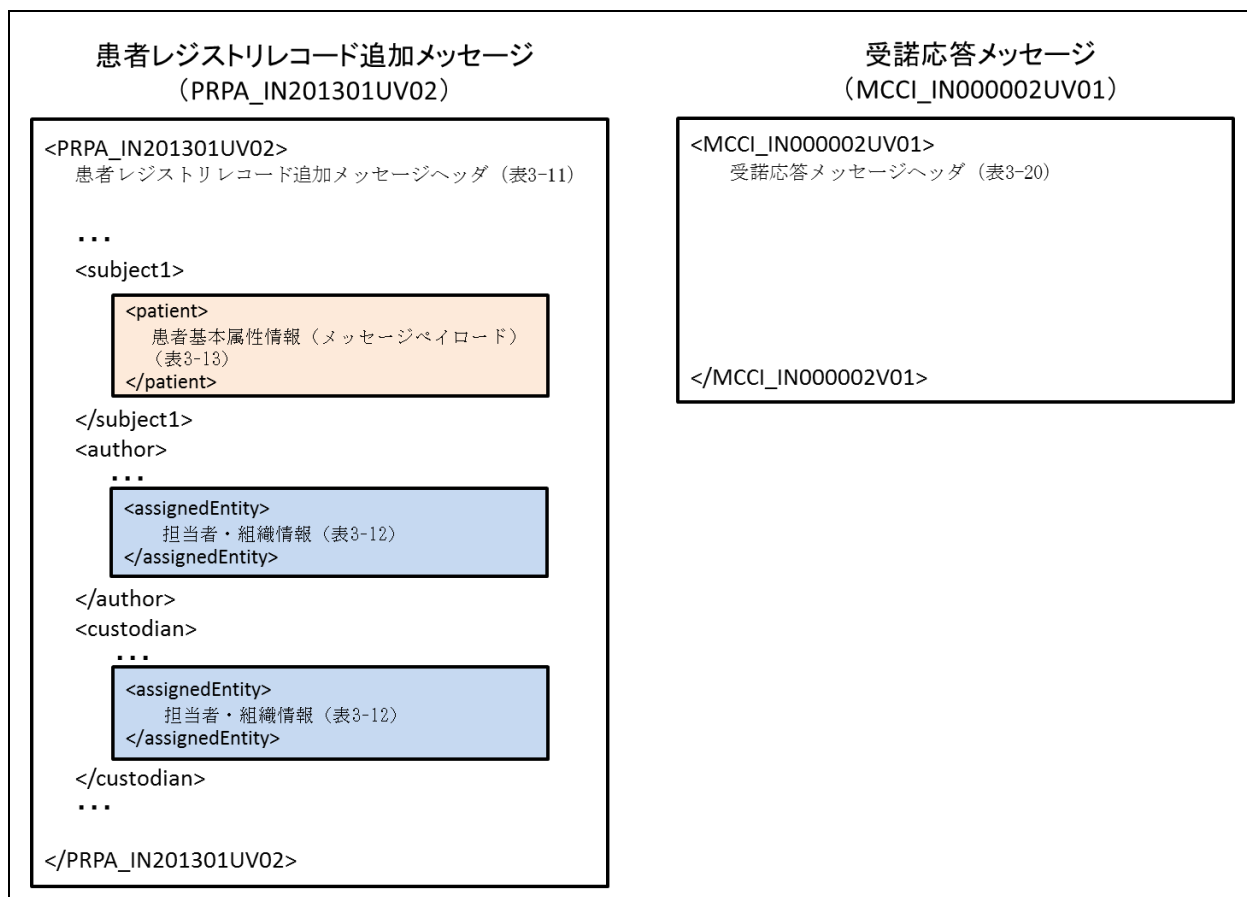 患者レジストリレコード追加メッセージ
（PRPA_IN201301UV02）
<PRPA_IN201301UV02>
患者レジストリレコード追加メッセージヘッダ（表3-11）
...
<subject1>
<patient>
患者基本属性情報（メッセージペイロード）
（表3-13）
</patient>
</subject1>
<author>
...
<assignedEntity>
担当者・組織情報（表3-12）
</assignedEntity>
</author>
<custodian>
...
<assignedEntity>
担当者・組織情報（表3-12）
</assignedEntity>
</custodian>
...
</PRPA_IN201301UV02>
受諾応答メッセージ
（MCCI_IN000002UV01）
<MCCI_IN000002UV01>
受諾応答メッセージヘッダ（表3-20）
</MCCI_IN000002V01>